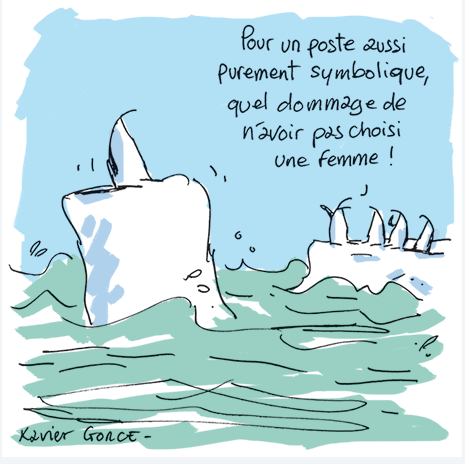 Pour un poste aussi
purement symbolique,
quel dommage de
n'avoir pas choisi
une femme !
Xavier GORCE -